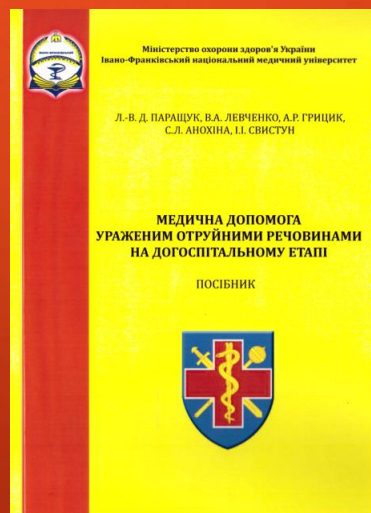 Міністерство охорони здоров'я України
Івано-Франківський національний медичний університет
Л.-В. Д. ПАРАЩУК, В.А. ЛЕВЧЕНКО, А.Р. ГРИЦИК,
С.Л. АНОХІНА, І.І. СВИСТУН
МЕДИЧНА ДОПОМОГА
УРАЖЕНИМ ОТРУЙНИМИ РЕЧОВИНАМИ
НА ДОГОСПІТАЛЬНОМУ ЕТАПІ
ПОСІБНИК